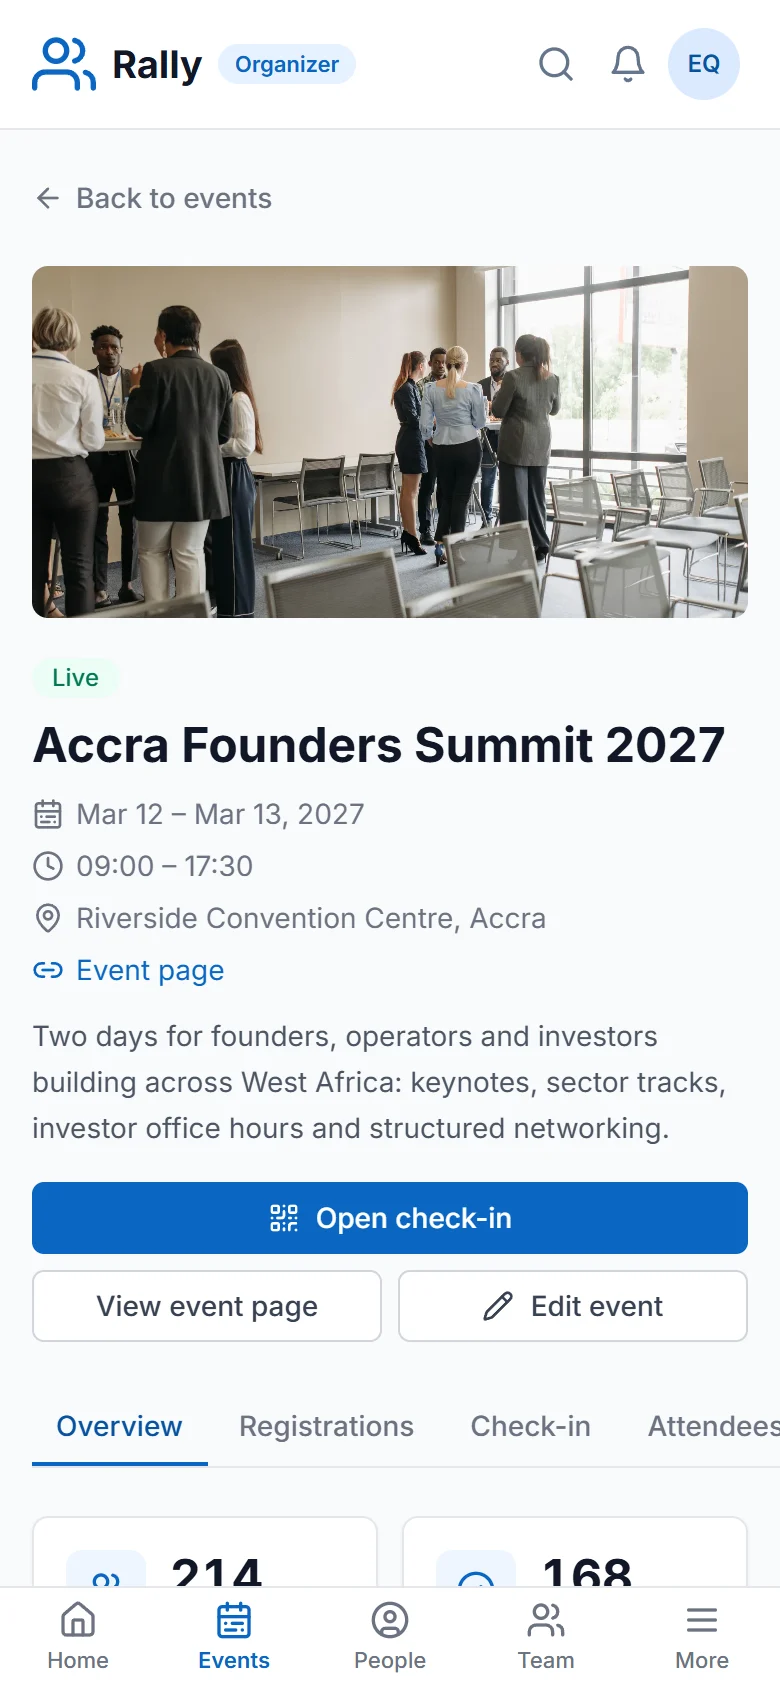 Rally Organizer EQ
Back to events
Live
Accra Founders Summit 2027
Mar 12 – Mar 13, 2027
09:00 – 17:30
Riverside Convention Centre, Accra
Event page
Two days for founders, operators and investors
building across West Africa: keynotes, sector tracks,
investor office hours and structured networking.
Open check-in
View event page Edit event
Overview Registrations Check-in Attendees
214 168
Home Events People Team More